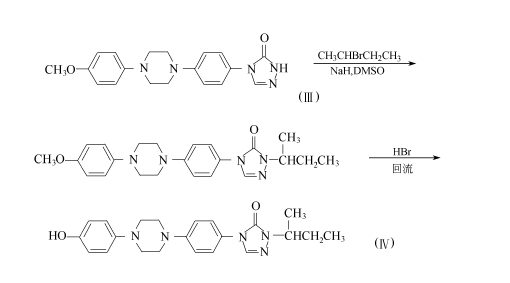 O
CH₃O N N N NH
N
CH₃CHBrCH₂CH₃
NaH,DMSO
(Ⅲ)
O CH₃
CH₃O N N N N CHCH₂CH₃
N
HBr
回流
O CH₃
HO N N N N CHCH₂CH₃
N
(Ⅳ)